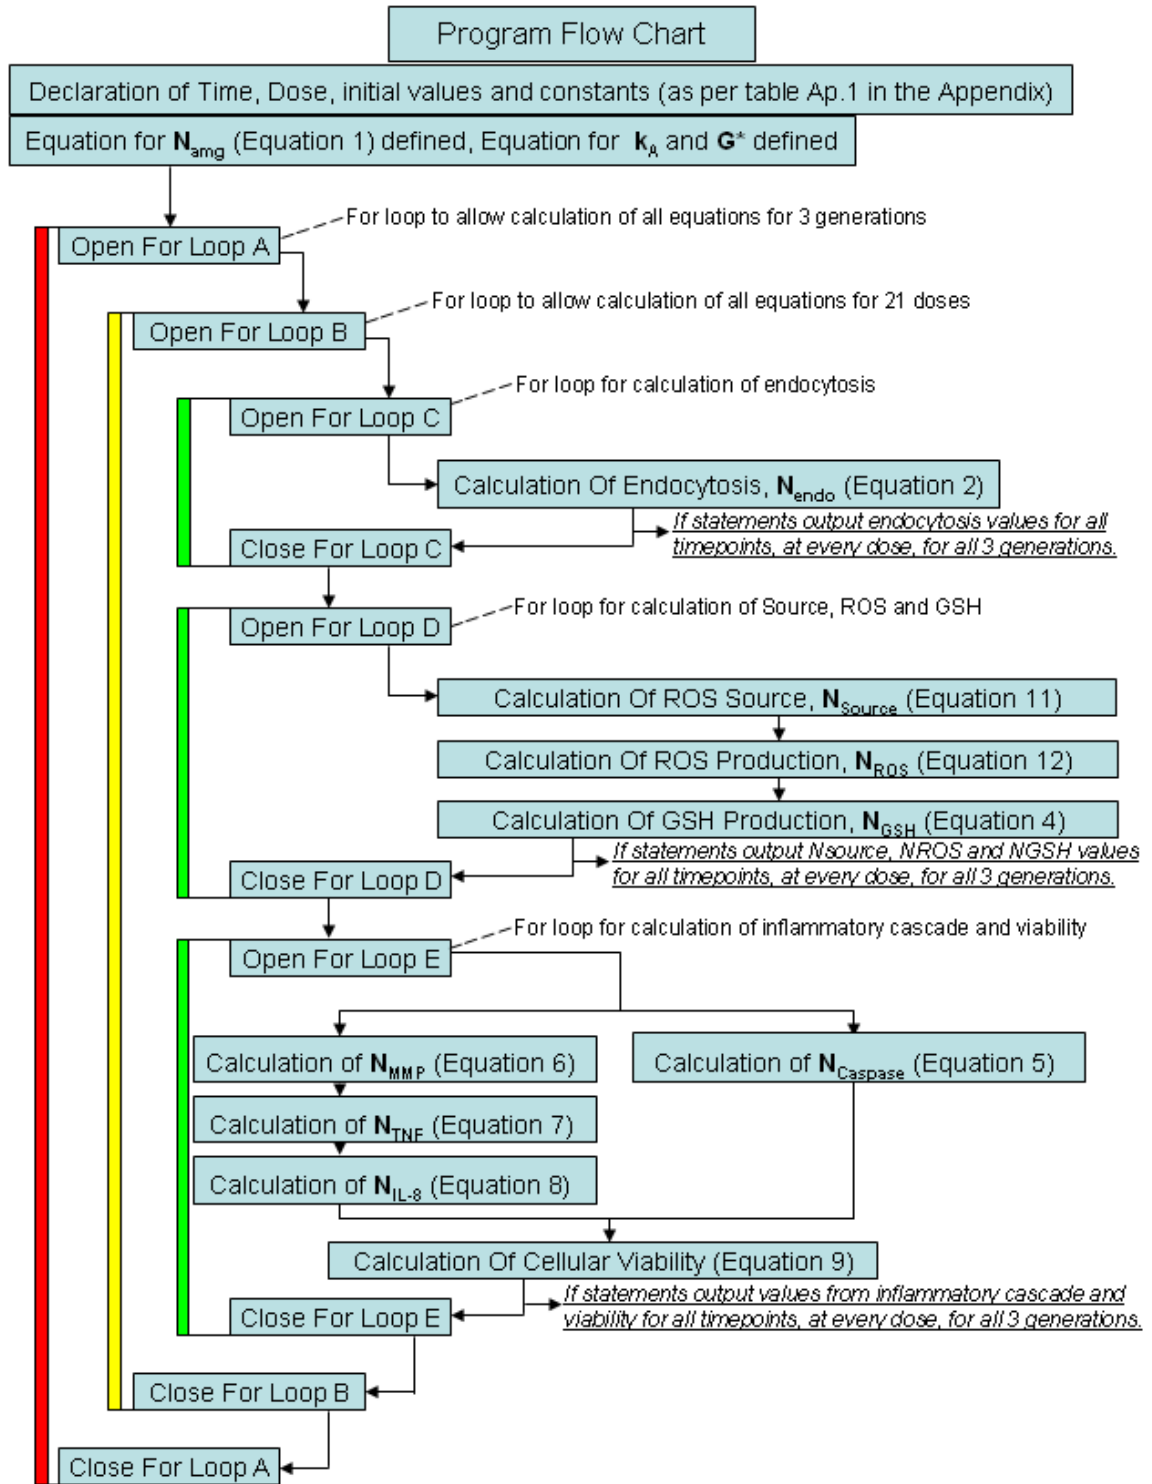 Program Flow Chart
Declaration of Time, Dose, initial values and constants (as per table Ap.1 in the Appendix)
Equation for Namg (Equation 1) defined, Equation for kA and G* defined
For loop to allow calculation of all equations for 3 generations
Open For Loop A
For loop to allow calculation of all equations for 21 doses
Open For Loop B
For loop for calculation of endocytosis
Open For Loop C
Calculation Of Endocytosis, Nendo (Equation 2)
If statements output endocytosis values for all
timepoints, at every dose, for all 3 generations.
Close For Loop C
For loop for calculation of Source, ROS and GSH
Open For Loop D
Calculation Of ROS Source, NSource (Equation 11)
Calculation Of ROS Production, NROS (Equation 12)
Calculation Of GSH Production, NGSH (Equation 4)
If statements output Nsource, NROS and NGSH values
for all timepoints, at every dose, for all 3 generations.
Close For Loop D
For loop for calculation of inflammatory cascade and viability
Open For Loop E
Calculation of NMMP (Equation 6)
Calculation of NCaspase (Equation 5)
Calculation of NTNF (Equation 7)
Calculation of NIL-8 (Equation 8)
Calculation Of Cellular Viability (Equation 9)
If statements output values from inflammatory cascade and
viability for all timepoints, at every dose, for all 3 generations.
Close For Loop E
Close For Loop B
Close For Loop A